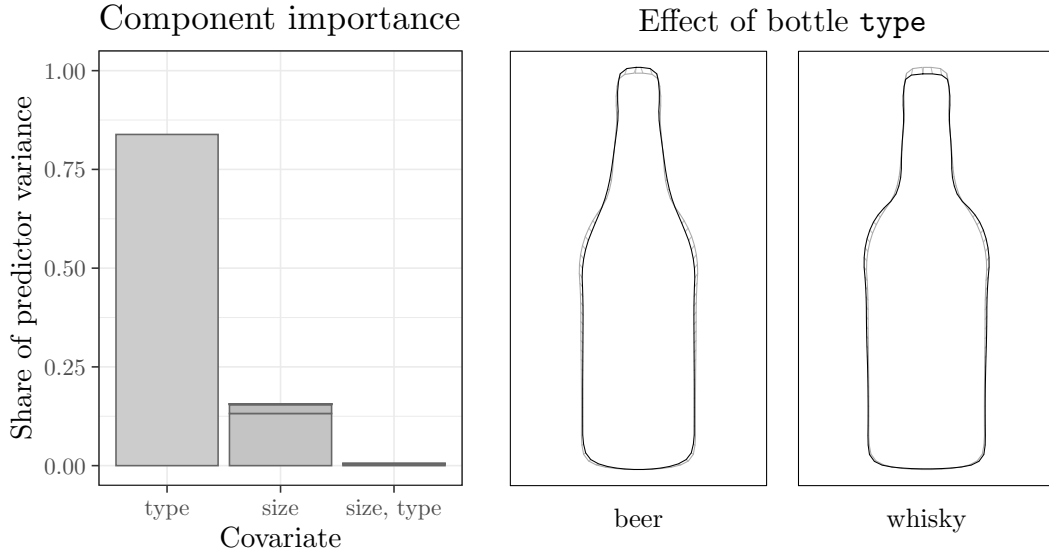 Component importance
Share of predictor variance
1.00
0.75
0.50
0.25
0.00
type
size
size, type
Covariate
Effect of bottle type
beer
whisky